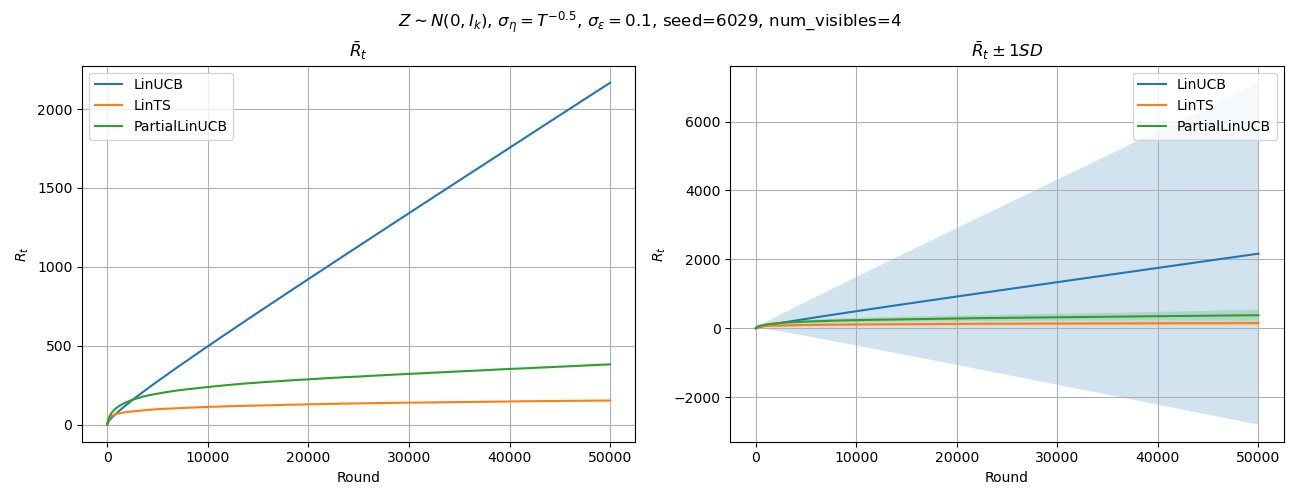 Z ∼ N(0, I_k), σ_η = T^{−0.5}, σ_ε = 0.1, seed=6029, num_visibles=4
R̄_t
LinUCB
LinTS
PartialLinUCB
2000
1500
1000
500
0
R_t
0
10000
20000
30000
40000
50000
Round
R̄_t ± 1SD
LinUCB
LinTS
PartialLinUCB
6000
4000
2000
0
−2000
R_t
0
10000
20000
30000
40000
50000
Round